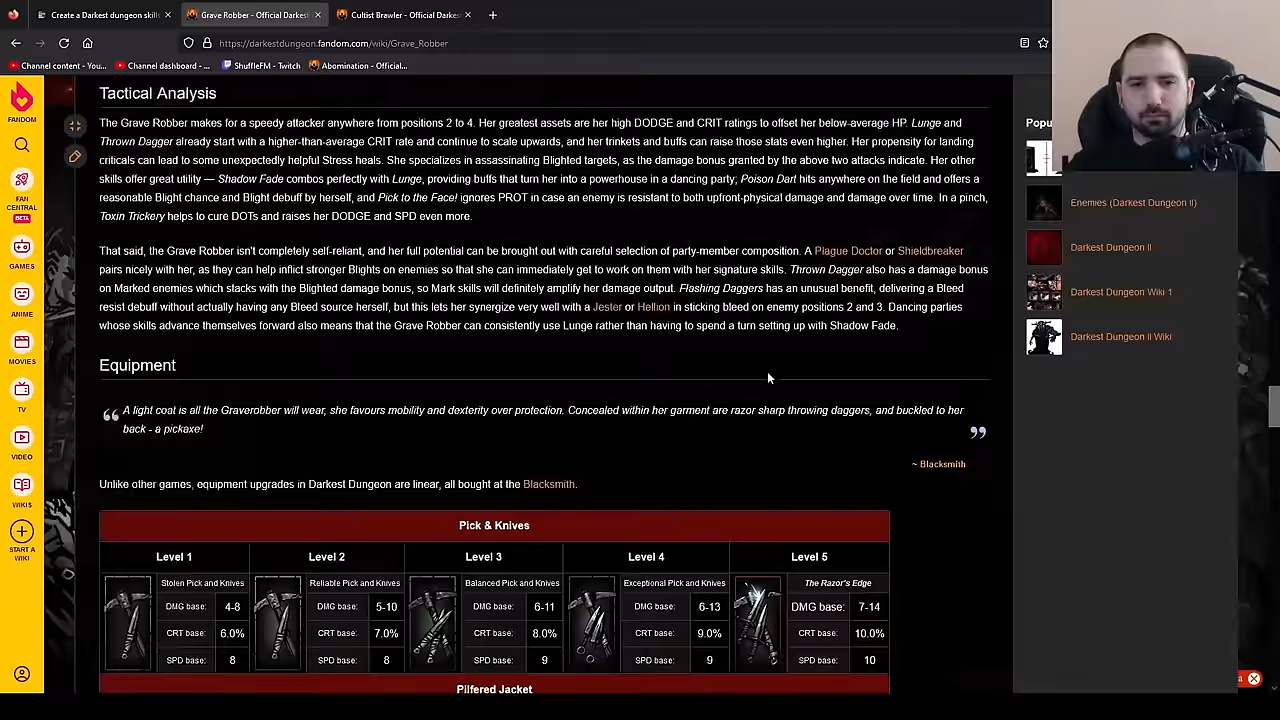 Create a Darkest dungeon skills
Grave Robber - Official Darkest
Cultist Brawler - Official Darkes
https://darkestdungeon.fandom.com/wiki/Grave_Robber
Channel content - You...
Channel dashboard - ...
ShuffleFM - Twitch
Abomination - Official...
FANDOM
FAN CENTRAL
BETA
GAMES
ANIME
MOVIES
TV
VIDEO
WIKIS
START A WIKI
Tactical Analysis
The Grave Robber makes for a speedy attacker anywhere from positions 2 to 4. Her greatest assets are her high DODGE and CRIT ratings to offset her below-average HP. Lunge and
Thrown Dagger already start with a higher-than-average CRIT rate and continue to scale upwards, and her trinkets and buffs can raise those stats even higher. Her propensity for landing
criticals can lead to some unexpectedly helpful Stress heals. She specializes in assassinating Blighted targets, as the damage bonus granted by the above two attacks indicate. Her other
skills offer great utility — Shadow Fade combos perfectly with Lunge, providing buffs that turn her into a powerhouse in a dancing party; Poison Dart hits anywhere on the field and offers a
reasonable Blight chance and Blight debuff by herself, and Pick to the Face! ignores PROT in case an enemy is resistant to both upfront-physical damage and damage over time. In a pinch,
Toxin Trickery helps to cure DOTs and raises her DODGE and SPD even more.
That said, the Grave Robber isn't completely self-reliant, and her full potential can be brought out with careful selection of party-member composition. A Plague Doctor or Shieldbreaker
pairs nicely with her, as they can help inflict stronger Blights on enemies so that she can immediately get to work on them with her signature skills. Thrown Dagger also has a damage bonus
on Marked enemies which stacks with the Blighted damage bonus, so Mark skills will definitely amplify her damage output. Flashing Daggers has an unusual benefit, delivering a Bleed
resist debuff without actually having any Bleed source herself, but this lets her synergize very well with a Jester or Hellion in sticking bleed on enemy positions 2 and 3. Dancing parties
whose skills advance themselves forward also means that the Grave Robber can consistently use Lunge rather than having to spend a turn setting up with Shadow Fade.
Equipment
“ A light coat is all the Graverobber will wear, she favours mobility and dexterity over protection. Concealed within her garment are razor sharp throwing daggers, and buckled to her
back - a pickaxe! ”
~ Blacksmith
Unlike other games, equipment upgrades in Darkest Dungeon are linear, all bought at the Blacksmith.
Pick & Knives
Level 1 Level 2 Level 3 Level 4 Level 5
Stolen Pick and Knives Reliable Pick and Knives Balanced Pick and Knives Exceptional Pick and Knives The Razor's Edge
DMG base: 4-8 DMG base: 5-10 DMG base: 6-11 DMG base: 6-13 DMG base: 7-14
CRT base: 6.0% CRT base: 7.0% CRT base: 8.0% CRT base: 9.0% CRT base: 10.0%
SPD base: 8 SPD base: 8 SPD base: 9 SPD base: 9 SPD base: 10
Pilfered Jacket
Popu
Enemies (Darkest Dungeon II)
Darkest Dungeon II
Darkest Dungeon Wiki 1
Darkest Dungeon II Wiki